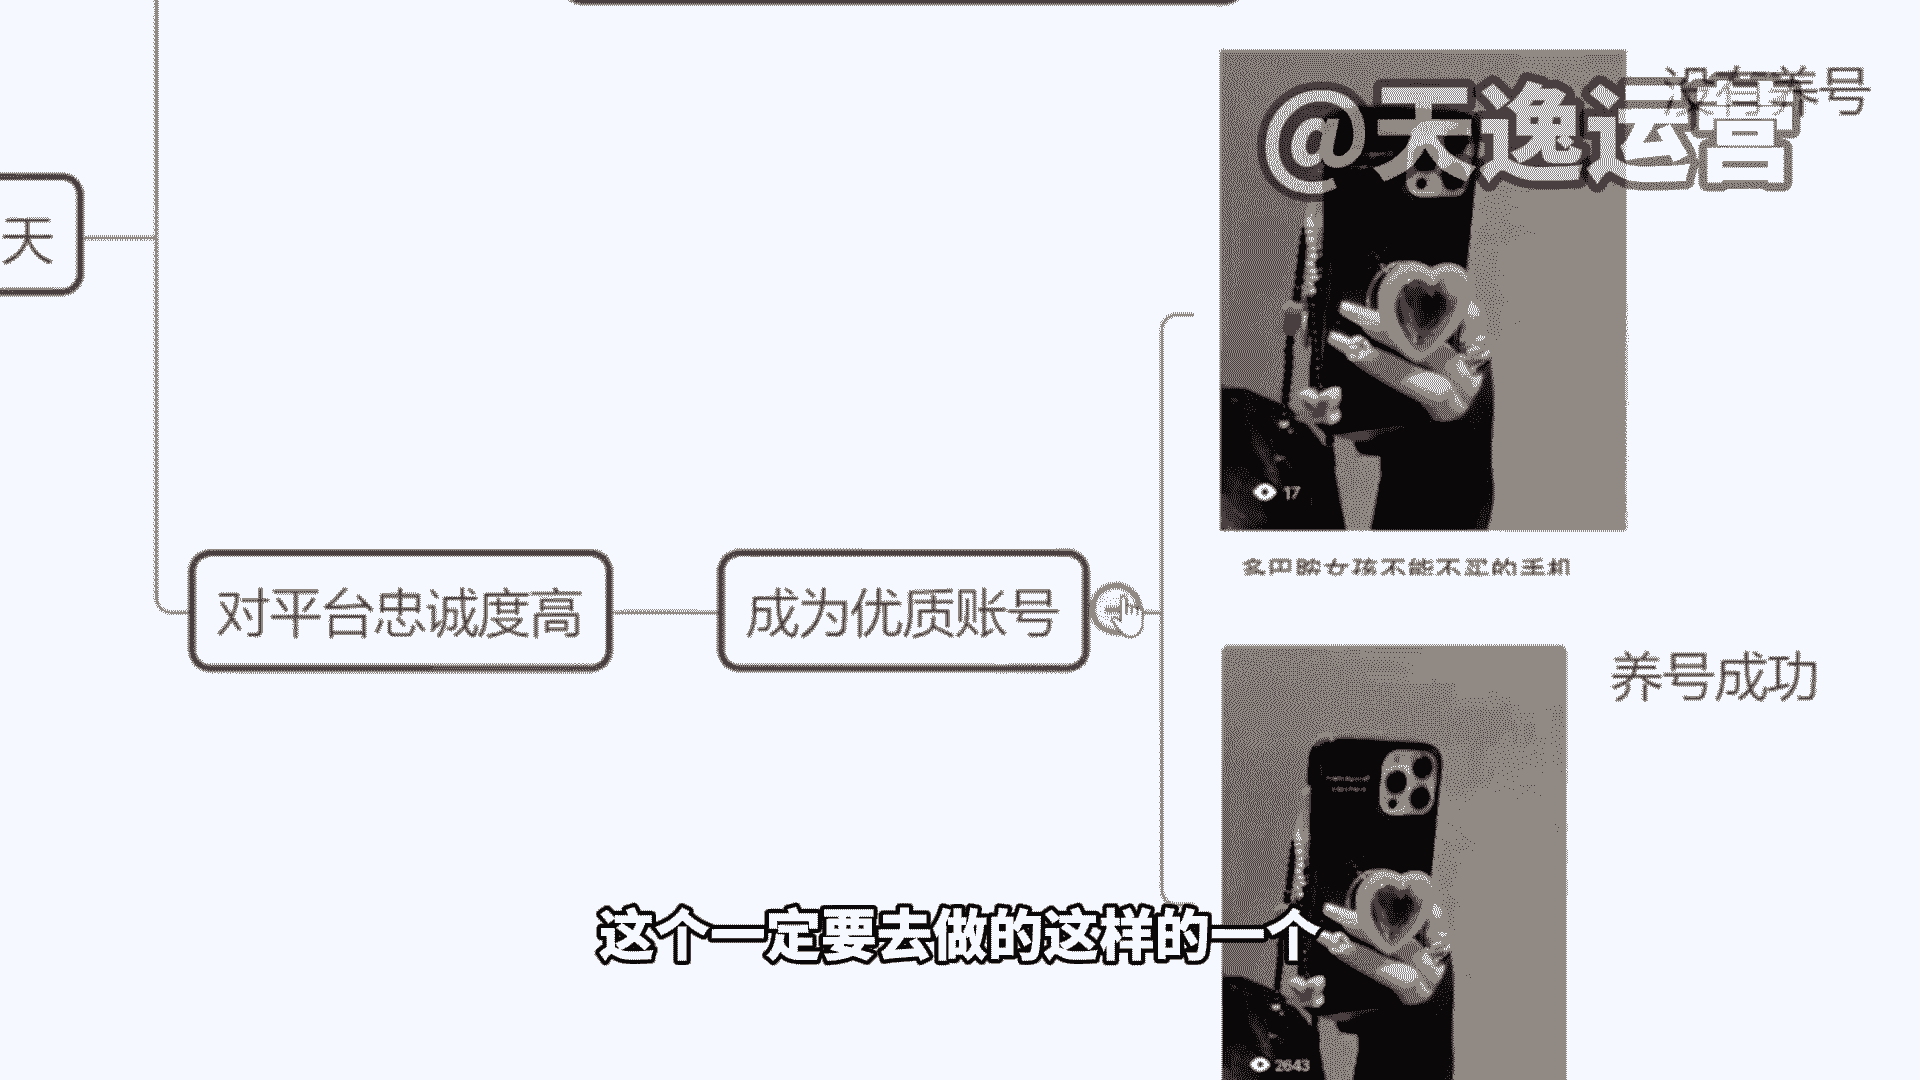 没有养号
@天逸运营
天
17
多巴胺女孩不能不买的手机
对平台忠诚度高
成为优质账号
养号成功
这个一定要去做的这样的一个
2643